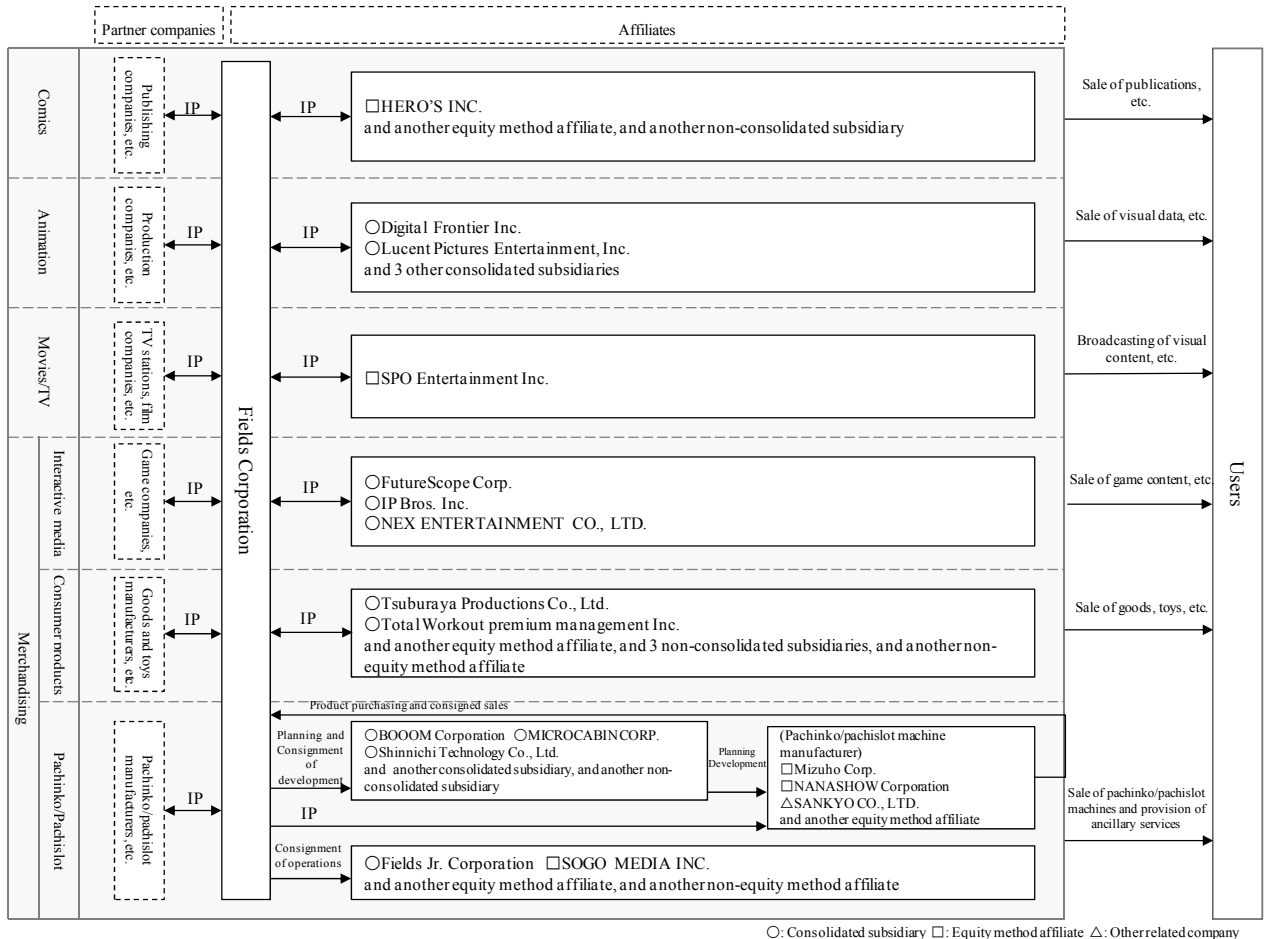 Partner companies
Affiliates
Comics
Publishing
companies, etc.
IP
IP
□HERO'S INC.
and another equity method affiliate, and another non-consolidated subsidiary
Sale of publications,
etc.
Animation
Production
companies, etc.
IP
IP
○Digital Frontier Inc.
○Lucent Pictures Entertainment, Inc.
and 3 other consolidated subsidiaries
Sale of visual data, etc.
Movies/TV
TV stations, film
companies, etc.
IP
IP
□SPO Entertainment Inc.
Broadcasting of visual
content, etc.
Fields Corporation
Users
Merchandising
Interactive media
Game companies,
etc.
IP
IP
○FutureScope Corp.
○IP Bros. Inc.
○NEX ENTERTAINMENT CO., LTD.
Sale of game content, etc.
Consumer products
Goods and toys
manufacturers, etc.
IP
IP
○Tsuburaya Productions Co., Ltd.
○Total Workout premium management Inc.
and another equity method affiliate, and 3 non-consolidated subsidiaries, and another non-
equity method affiliate
Sale of goods, toys, etc.
Pachinko/Pachislot
Pachinko/pachislot
manufacturers, etc.
IP
Product purchasing and consigned sales
Planning and
Consignment
of
development
○BOOOM Corporation ○MICROCABIN CORP.
○Shinnichi Technology Co., Ltd.
and another consolidated subsidiary, and another non-
consolidated subsidiary
Planning
Development
(Pachinko/pachislot machine
manufacturer)
□Mizuho Corp.
□NANASHOW Corporation
△SANKYO CO., LTD.
and another equity method affiliate
IP
Sale of pachinko/pachislot
machines and provision of
ancillary services
Consignment
of operations
○Fields Jr. Corporation □SOGO MEDIA INC.
and another equity method affiliate, and another non-equity method affiliate
○: Consolidated subsidiary □: Equity method affiliate △: Other related company